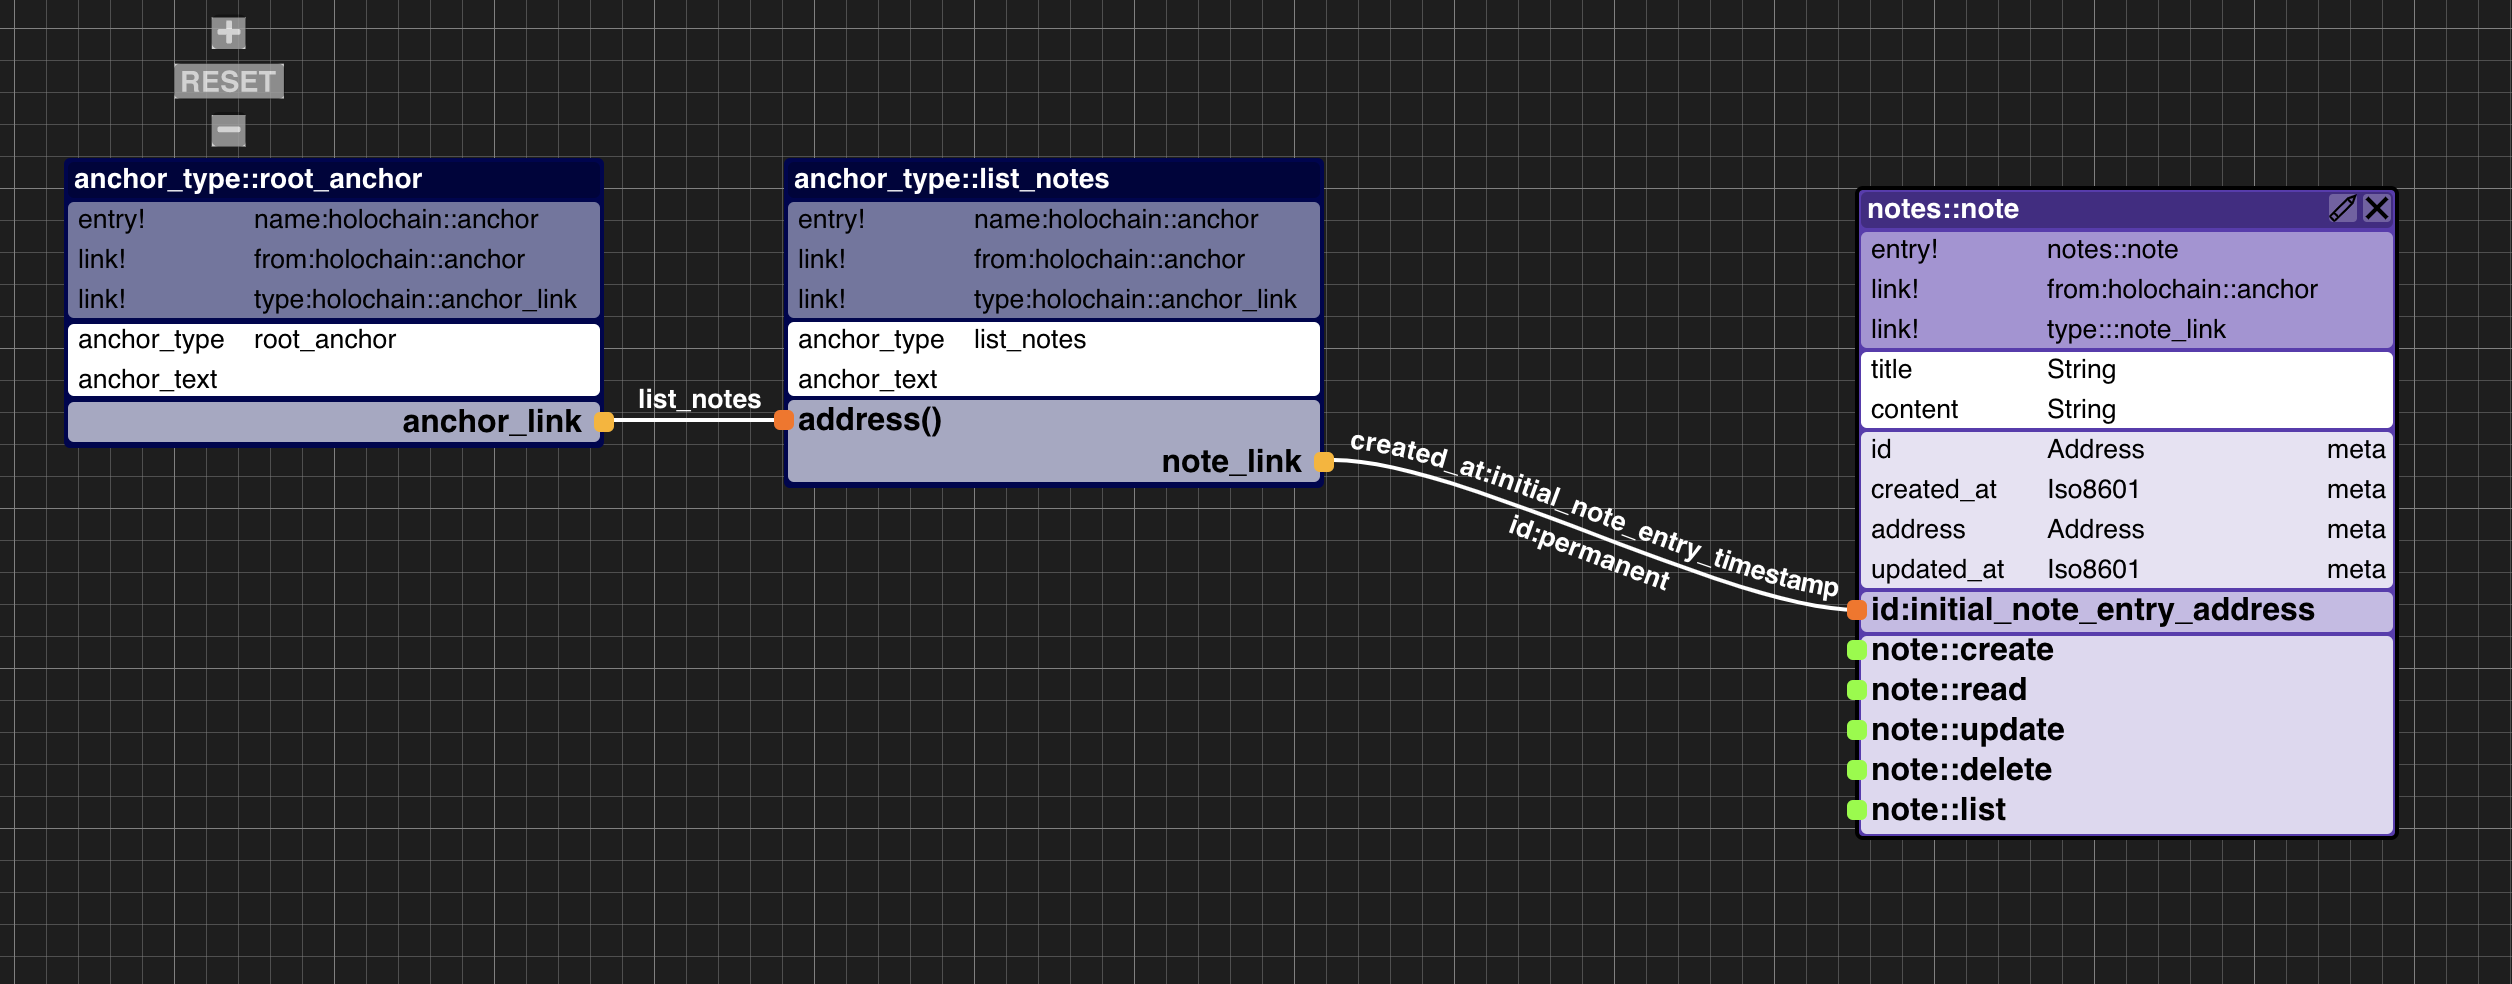 +
RESET
−
anchor_type::root_anchor
entry! name:holochain::anchor
link! from:holochain::anchor
link! type:holochain::anchor_link
anchor_type root_anchor
anchor_text
anchor_link
list_notes
anchor_type::list_notes
entry! name:holochain::anchor
link! from:holochain::anchor
link! type:holochain::anchor_link
anchor_type list_notes
anchor_text
address()
note_link
created_at:initial_note_entry_timestamp
id:permanent
notes::note
entry! notes::note
link! from:holochain::anchor
link! type:::note_link
title String
content String
id Address meta
created_at Iso8601 meta
address Address meta
updated_at Iso8601 meta
id:initial_note_entry_address
note::create
note::read
note::update
note::delete
note::list